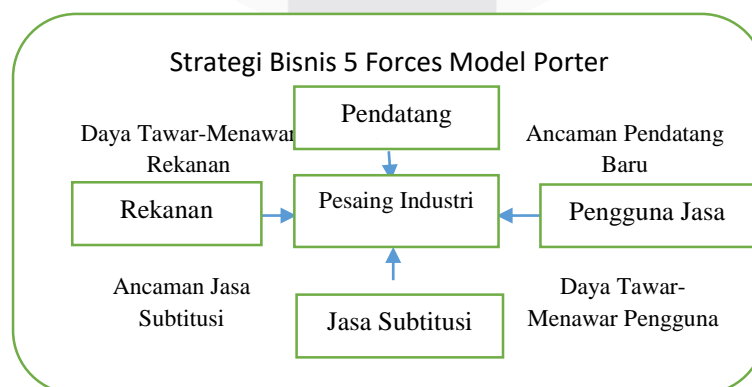 Strategi Bisnis 5 Forces Model Porter
Pendatang
Daya Tawar-Menawar
Rekanan
Ancaman Pendatang
Baru
Rekanan
Pesaing Industri
Pengguna Jasa
Ancaman Jasa
Subtitusi
Jasa Subtitusi
Daya Tawar-
Menawar Pengguna